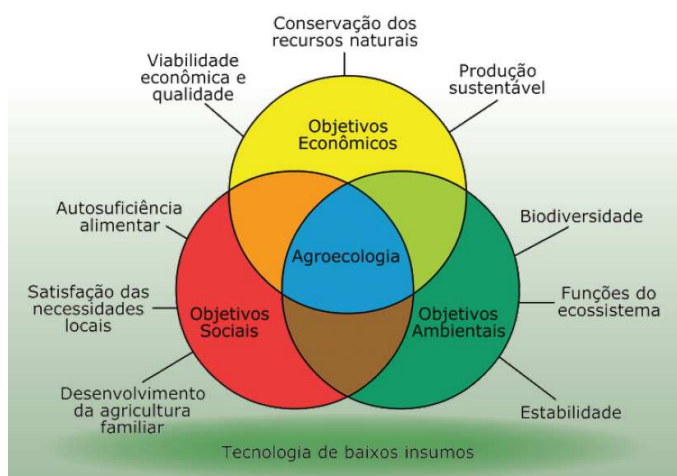 Conservação dos
recursos naturais
Viabilidade
econômica e
qualidade
Produção
sustentável
Objetivos
Econômicos
Autosuficiência
alimentar
Biodiversidade
Agroecologia
Satisfação das
necessidades
locais
Objetivos
Sociais
Objetivos
Ambientais
Funções do
ecossistema
Desenvolvimento
da agricultura
familiar
Estabilidade
Tecnologia de baixos insumos